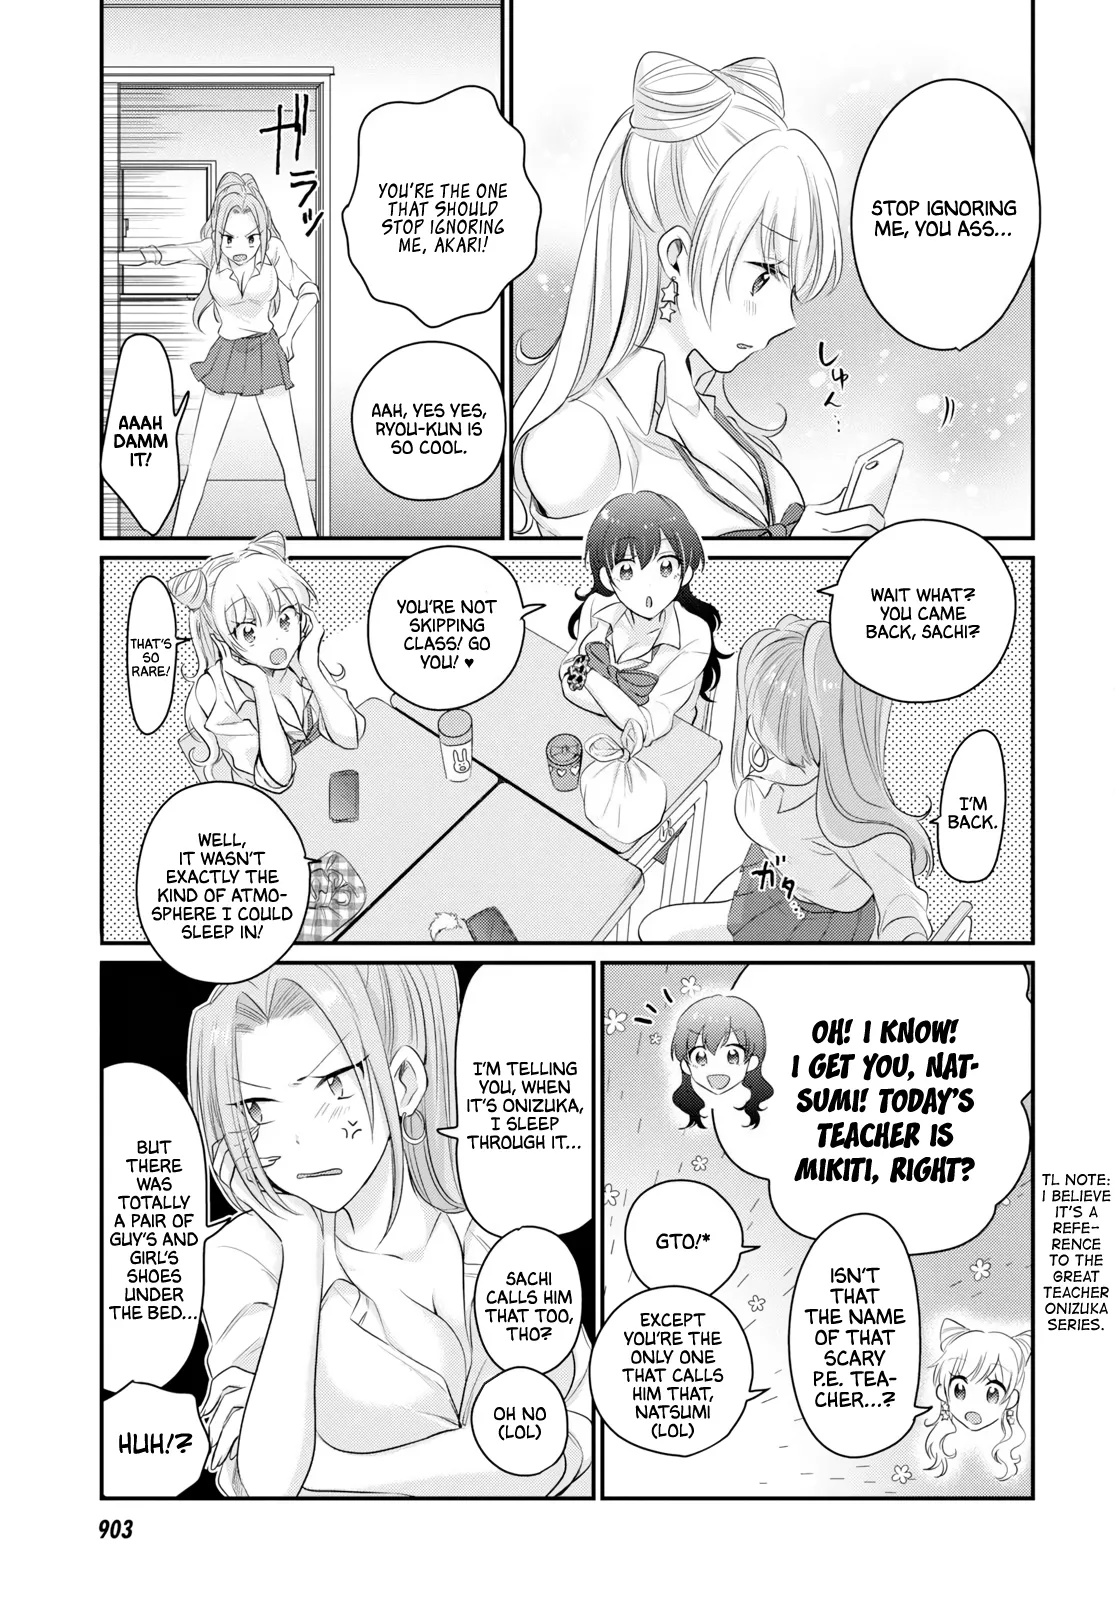 STOP IGNORING
ME, YOU ASS...
しゅん…
YOU'RE THE ONE
THAT SHOULD
STOP IGNORING
ME, AKARI!
AAH, YES YES,
RYOU-KUN IS
SO COOL.
ガラッ
AAAH
DAMM
IT!
WAIT WHAT?
YOU CAME
BACK, SACHI?
I'M
BACK.
ガタ…
YOU'RE NOT
SKIPPING
CLASS! GO
YOU! ♥
THAT'S
SO
RARE!
WELL,
IT WASN'T
EXACTLY THE
KIND OF ATMO-
SPHERE I COULD
SLEEP IN!
OH! I KNOW!
I GET YOU, NAT-
SUMI! TODAY'S
TEACHER IS
MIKITI, RIGHT?
GTO!*
ISN'T
THAT
THE NAME
OF THAT
SCARY
P.E. TEA-
CHER...?
EXCEPT
YOU'RE THE
ONLY ONE
THAT CALLS
HIM THAT,
NATSUMI
(LOL)
TL NOTE:
I BELIEVE
IT'S A
REFE-
RENCE
TO THE
GREAT
TEACHER
ONIZUKA
SERIES.
I'M TELLING
YOU, WHEN
IT'S ONIZUKA,
I SLEEP
THROUGH IT...
SACHI
CALLS HIM
THAT TOO,
THO?
OH NO
(LOL)
BUT
THERE
WAS
TOTALLY
A PAIR OF
GUY'S AND
GIRL'S
SHOES
UNDER
THE BED...
HUH!?
903